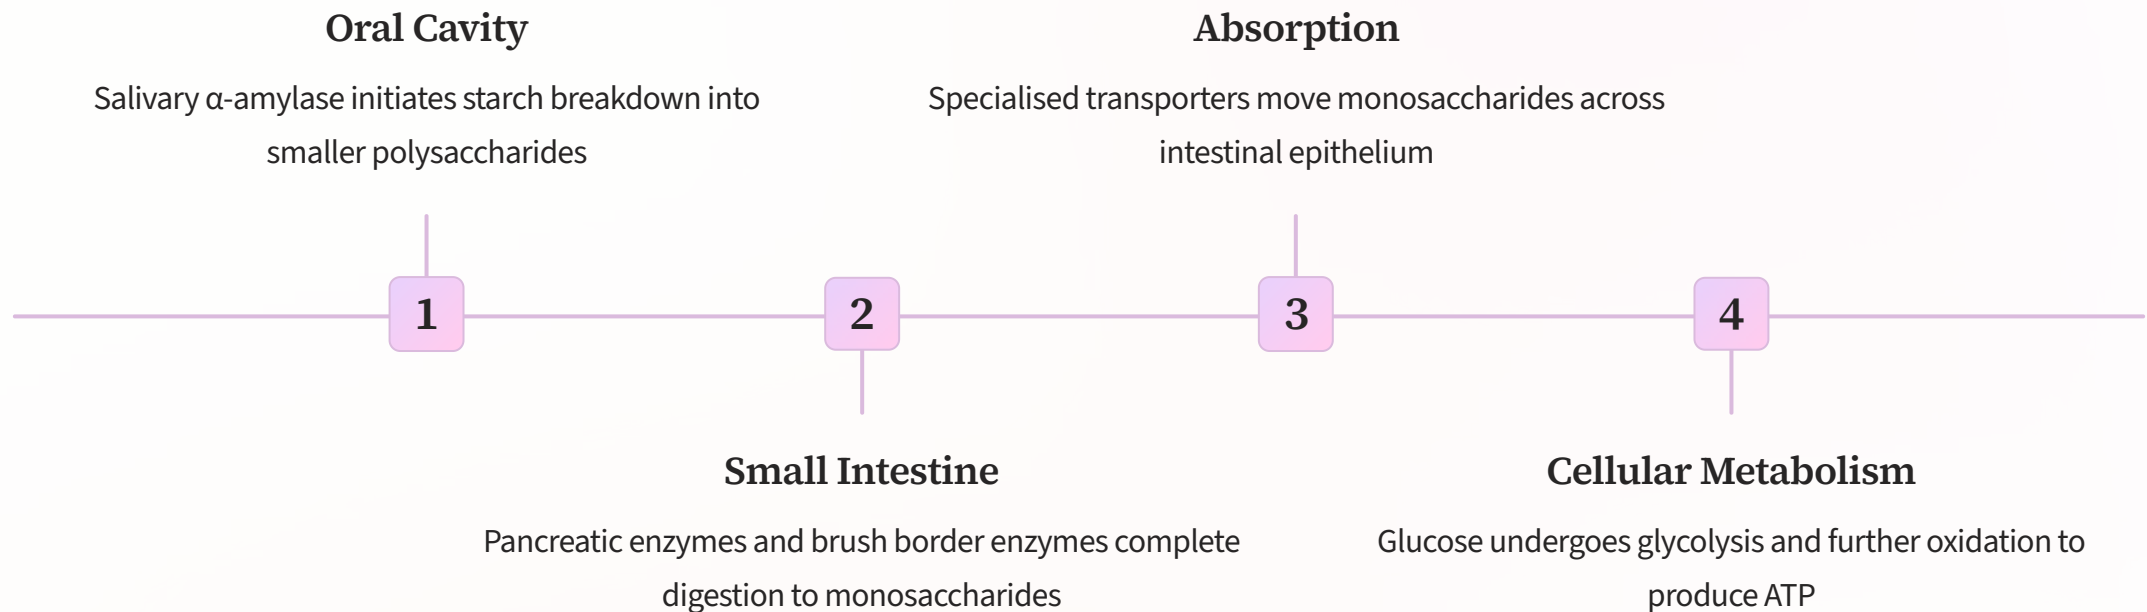 Oral Cavity
Salivary α-amylase initiates starch breakdown into
smaller polysaccharides
1
2
Small Intestine
Pancreatic enzymes and brush border enzymes complete
digestion to monosaccharides
Absorption
Specialised transporters move monosaccharides across
intestinal epithelium
3
4
Cellular Metabolism
Glucose undergoes glycolysis and further oxidation to
produce ATP